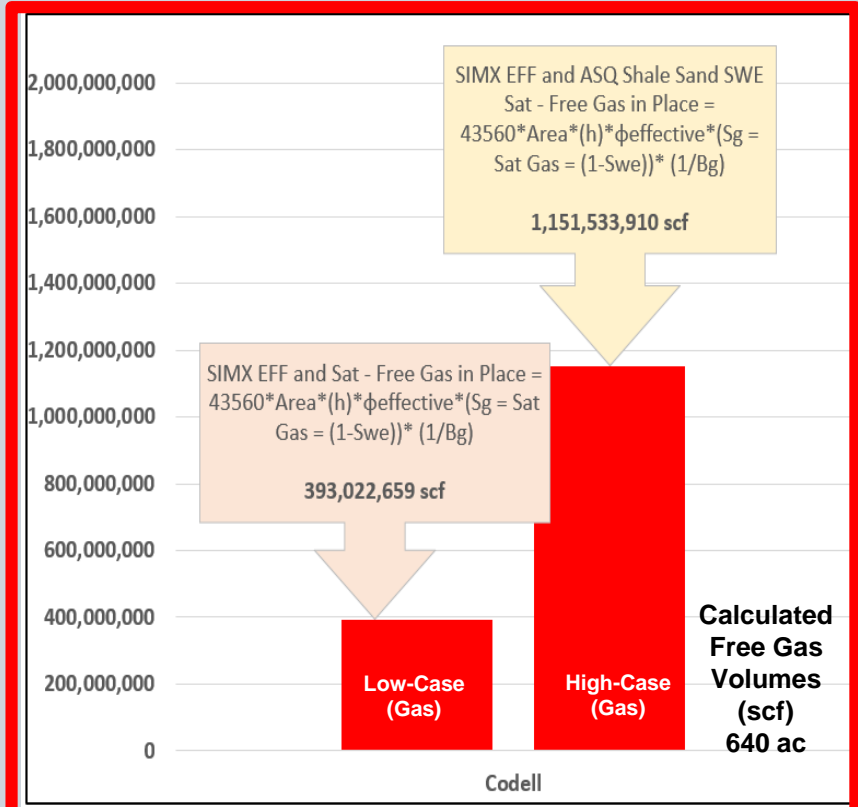 2,000,000,000
1,800,000,000
1,600,000,000
1,400,000,000
1,200,000,000
1,000,000,000
800,000,000
600,000,000
400,000,000
200,000,000
0
SIMX EFF and ASQ Shale Sand SWE
Sat - Free Gas in Place =
43560*Area*(h)*ϕeffective*(Sg =
Sat Gas = (1-Swe))* (1/Bg)
1,151,533,910 scf
SIMX EFF and Sat - Free Gas in Place =
43560*Area*(h)*ϕeffective*(Sg = Sat
Gas = (1-Swe))* (1/Bg)
393,022,659 scf
Low-Case
(Gas)
High-Case
(Gas)
Calculated
Free Gas
Volumes
(scf)
640 ac
Codell